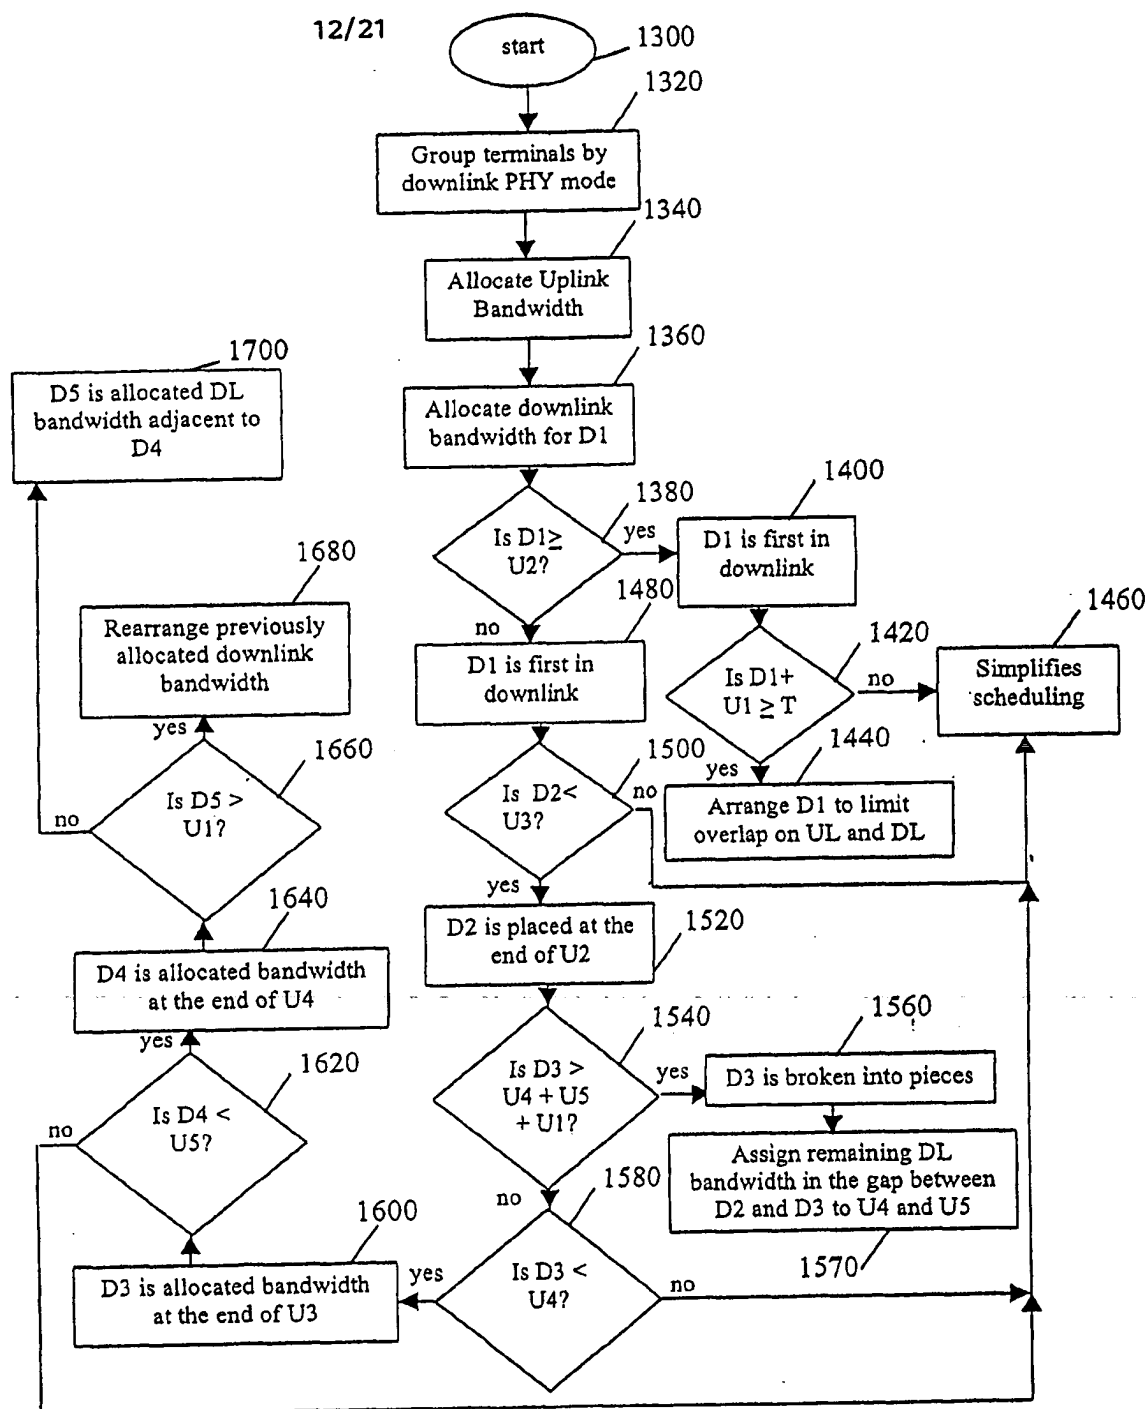 12/21
start
1300
1320
Group terminals by
downlink PHY mode
1340
Allocate Uplink
Bandwidth
1360
Allocate downlink
bandwidth for D1
1380
Is D1≥
U2?
yes
1400
D1 is first in
downlink
1420
Is D1+
U1 ≥ T
no
1460
Simplifies
scheduling
yes
1440
Arrange D1 to limit
overlap on UL and DL
no
1480
D1 is first in
downlink
1500
Is D2<
U3?
no
yes
1520
D2 is placed at the
end of U2
1540
Is D3 >
U4 + U5
+ U1?
yes
1560
D3 is broken into pieces
Assign remaining DL
bandwidth in the gap between
D2 and D3 to U4 and U5
1570
no
1580
Is D3 <
U4?
no
yes
1600
D3 is allocated bandwidth
at the end of U3
1620
Is D4 <
U5?
no
yes
1640
D4 is allocated bandwidth
at the end of U4
1660
Is D5 >
U1?
no
yes
1680
Rearrange previously
allocated downlink
bandwidth
1700
D5 is allocated DL
bandwidth adjacent to
D4